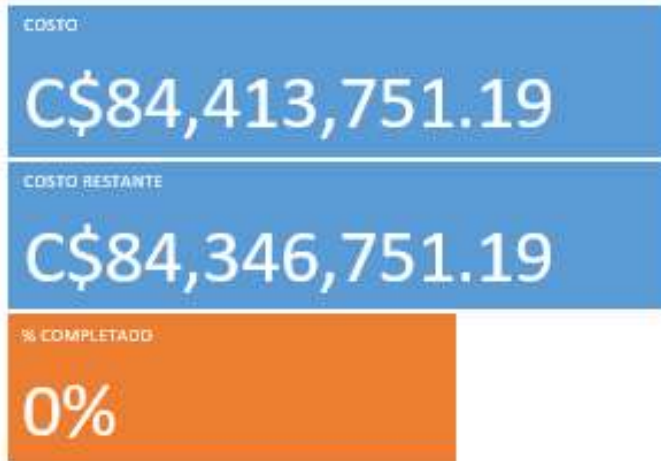 COSTO
C$84,413,751.19
COSTO RESTANTE
C$84,346,751.19
% COMPLETADO
0%